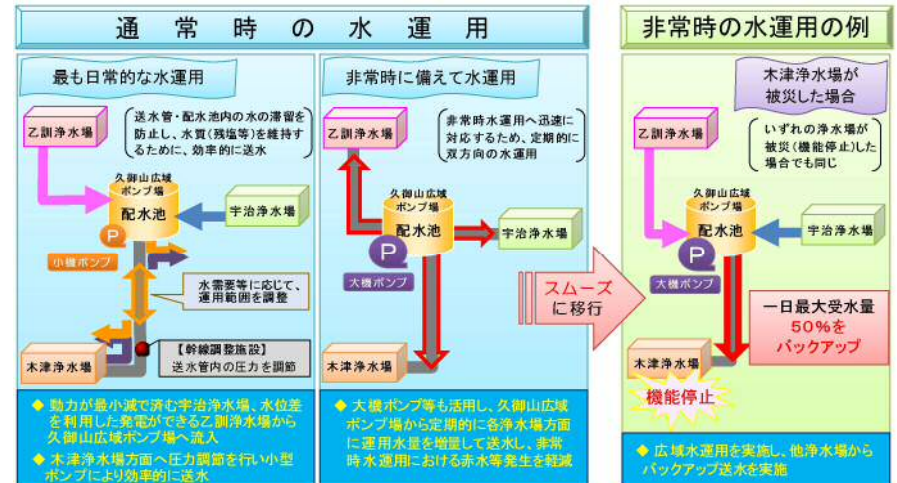 通常時の水運用
最も日常的な水運用
乙訓浄水場
送水管・配水池内の水の滞留を
防止し、水質(残塩等)を維持す
るために、効率的に送水
久御山広域
ポンプ場
配水池
宇治浄水場
P
小機ポンプ
水需要等に応じて、
運用範囲を調整
【幹線調整施設】
送水管内の圧力を調節
木津浄水場
◆ 動力が最小減で済む宇治浄水場、水位差
を利用した発電ができる乙訓浄水場から
久御山広域ポンプ場へ流入
◆ 木津浄水場方面へ圧力調節を行い小型
ポンプにより効率的に送水
非常時に備えて水運用
乙訓浄水場
非常時水運用へ迅速に
対応するため、定期的に
双方向の水運用
久御山広域
ポンプ場
配水池
宇治浄水場
P
大機ポンプ
木津浄水場
◆ 大機ポンプ等も活用し、久御山広域
ポンプ場から定期的に各浄水場方面
に運用水量を増量して送水し、非常
時水運用における赤水等発生を軽減
スムーズ
に移行
非常時の水運用の例
木津浄水場が
被災した場合
乙訓浄水場
いずれの浄水場が
被災(機能停止)した
場合でも同じ
久御山広域
ポンプ場
配水池
宇治浄水場
P
大機ポンプ
一日最大受水量
50%を
バックアップ
木津浄水場
機能停止
◆ 広域水運用を実施し、他浄水場から
バックアップ送水を実施